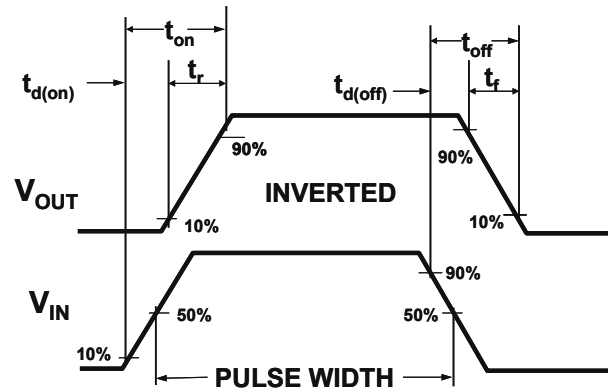 t_on t_off
t_d(on) t_r t_d(off) t_f
90% 90%
V_OUT INVERTED
10% 10%
90%
V_IN 50% 50%
10%
PULSE WIDTH